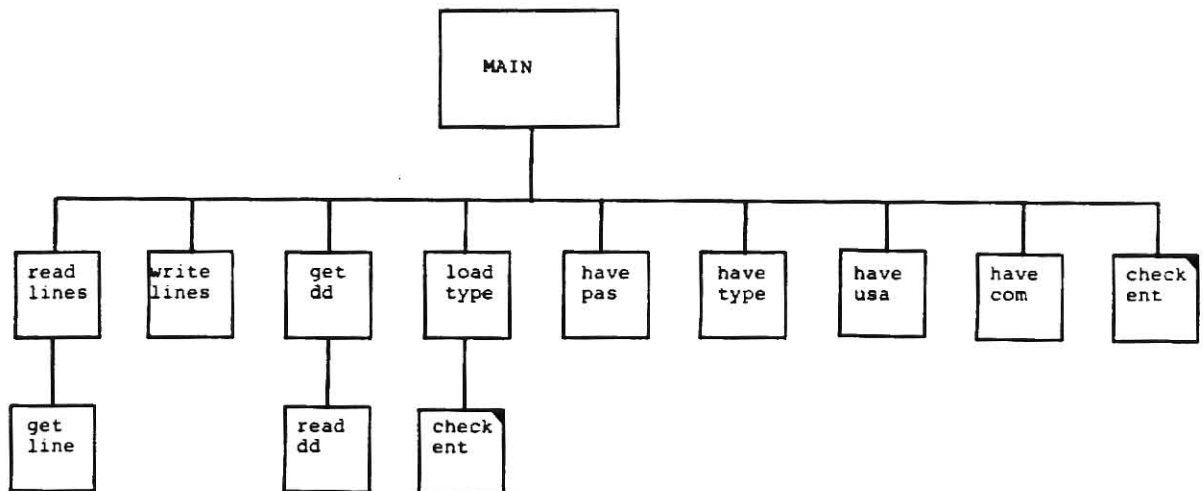 MAIN
read
lines
write
lines
get
dd
load
type
have
pas
have
type
have
usa
have
com
check
ent
get
line
read
dd
check
ent